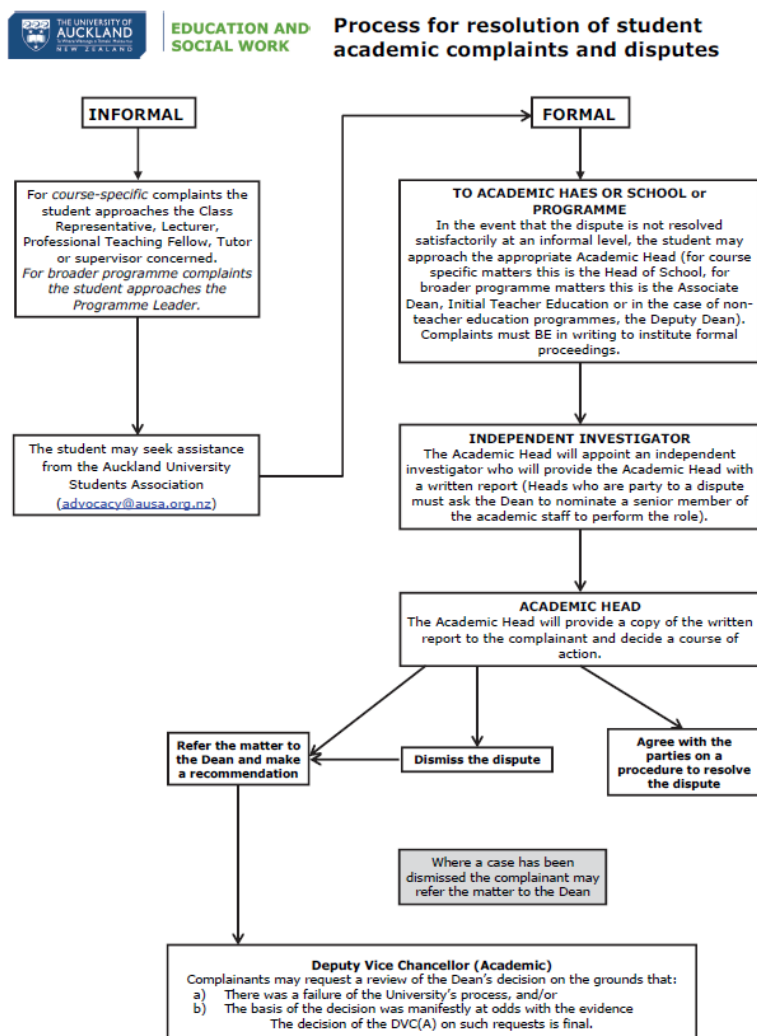 THE UNIVERSITY OF
AUCKLAND
NEW ZEALAND
EDUCATION AND
SOCIAL WORK
Process for resolution of student
academic complaints and disputes
INFORMAL
For course-specific complaints the
student approaches the Class
Representative, Lecturer,
Professional Teaching Fellow, Tutor
or supervisor concerned.
For broader programme complaints
the student approaches the
Programme Leader.
The student may seek assistance
from the Auckland University
Students Association
(advocacy@ausa.org.nz)
FORMAL
TO ACADEMIC HAES OR SCHOOL or
PROGRAMME
In the event that the dispute is not resolved
satisfactorily at an informal level, the student may
approach the appropriate Academic Head (for course
specific matters this is the Head of School, for
broader programme matters this is the Associate
Dean, Initial Teacher Education or in the case of non-
teacher education programmes, the Deputy Dean).
Complaints must BE in writing to institute formal
proceedings.
INDEPENDENT INVESTIGATOR
The Academic Head will appoint an independent
investigator who will provide the Academic Head with
a written report (Heads who are party to a dispute
must ask the Dean to nominate a senior member of
the academic staff to perform the role).
ACADEMIC HEAD
The Academic Head will provide a copy of the written
report to the complainant and decide a course of
action.
Refer the matter to
the Dean and make
a recommendation
Dismiss the dispute
Agree with the
parties on a
procedure to resolve
the dispute
Where a case has been
dismissed the complainant may
refer the matter to the Dean
Deputy Vice Chancellor (Academic)
Complainants may request a review of the Dean's decision on the grounds that:
a) There was a failure of the University's process, and/or
b) The basis of the decision was manifestly at odds with the evidence
The decision of the DVC(A) on such requests is final.